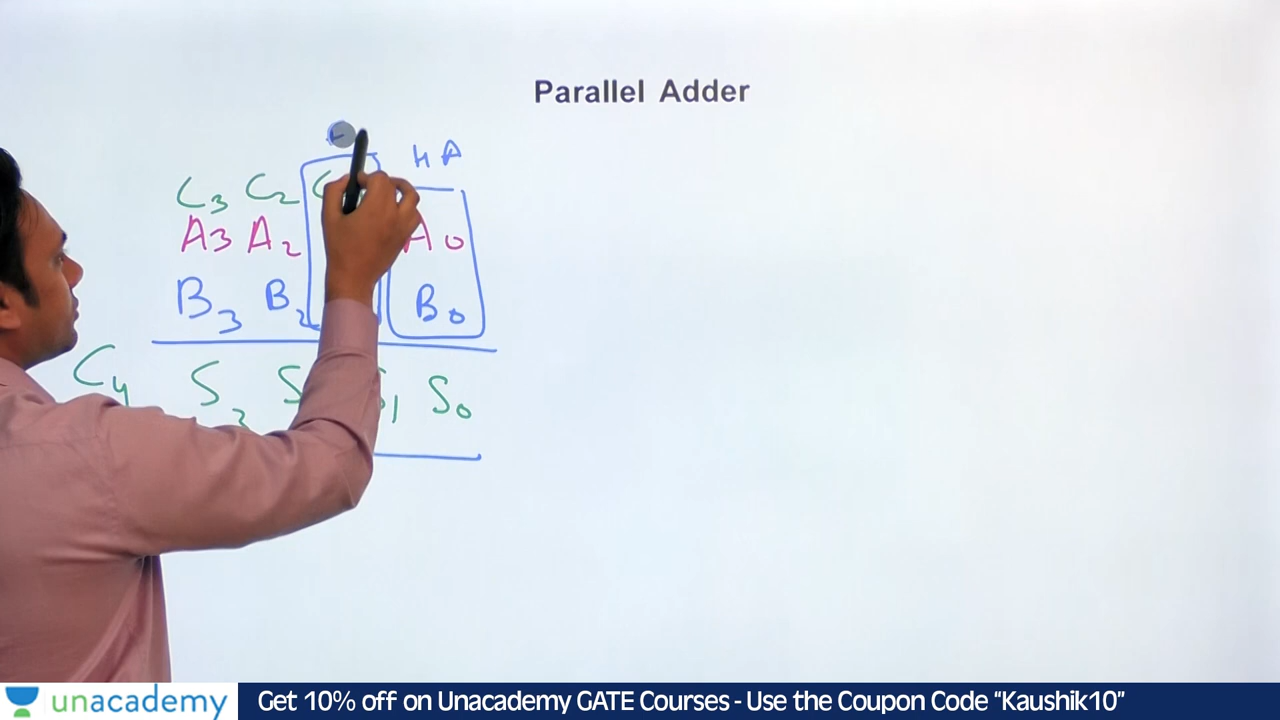 Parallel Adder
HA
C3 C2 C
A3 A2 A0
B3 B2 B0
C4 S3 S S1 S0
unacademy
Get 10% off on Unacademy GATE Courses - Use the Coupon Code “Kaushik10”